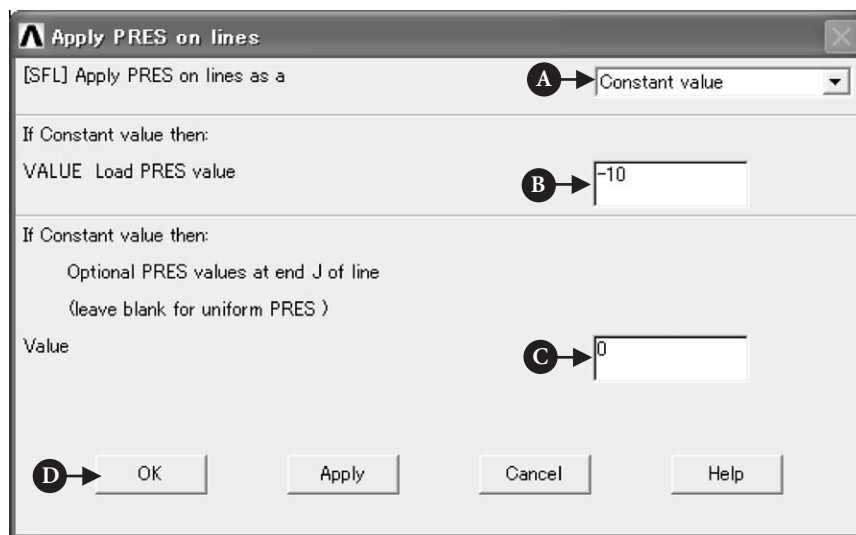 Apply PRES on lines
[SFL] Apply PRES on lines as a
A
Constant value
If Constant value then:
VALUE Load PRES value
B
-10
If Constant value then:
Optional PRES values at end J of line
(leave blank for uniform PRES )
Value
C
0
D
OK
Apply
Cancel
Help